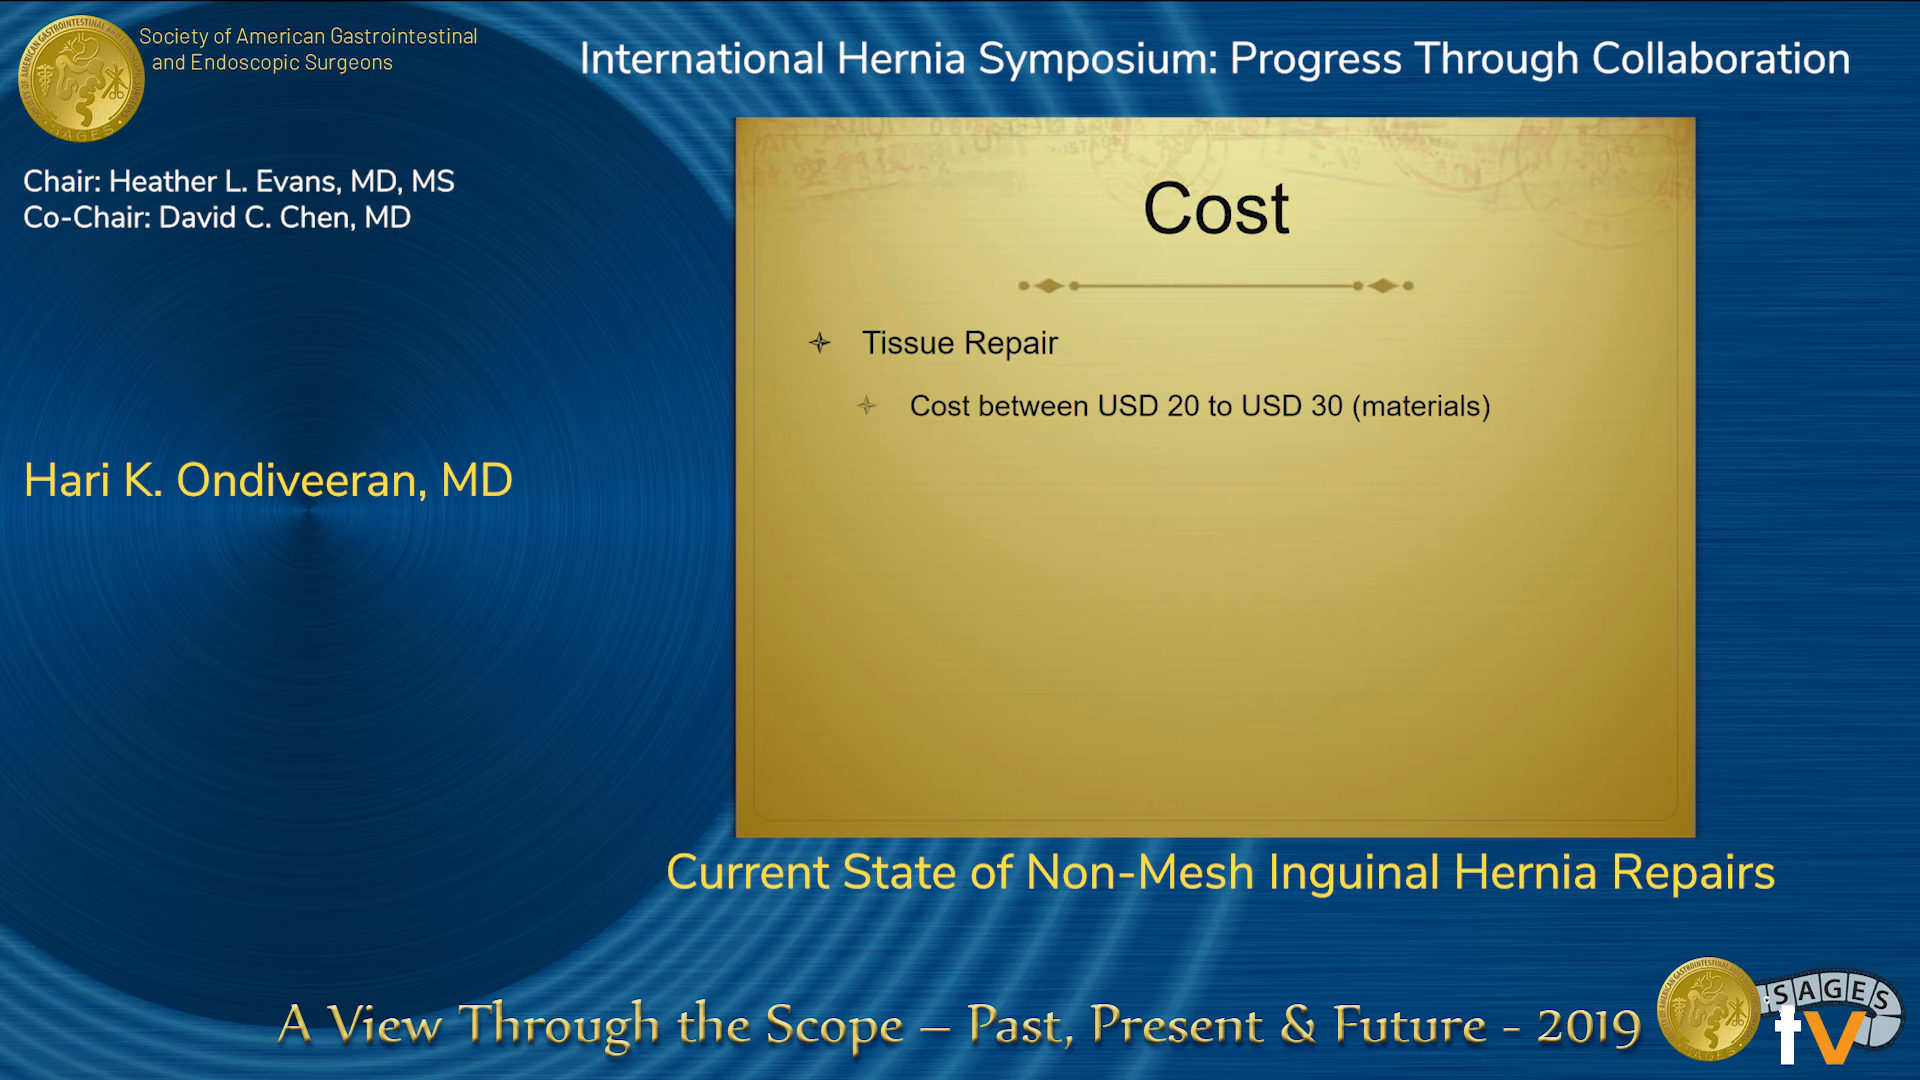 Society of American Gastrointestinal
and Endoscopic Surgeons
International Hernia Symposium: Progress Through Collaboration
Chair: Heather L. Evans, MD, MS
Co-Chair: David C. Chen, MD
Cost
Tissue Repair
Cost between USD 20 to USD 30 (materials)
Hari K. Ondiveeran, MD
Current State of Non-Mesh Inguinal Hernia Repairs
A View Through the Scope – Past, Present & Future - 2019
SAGES
tv